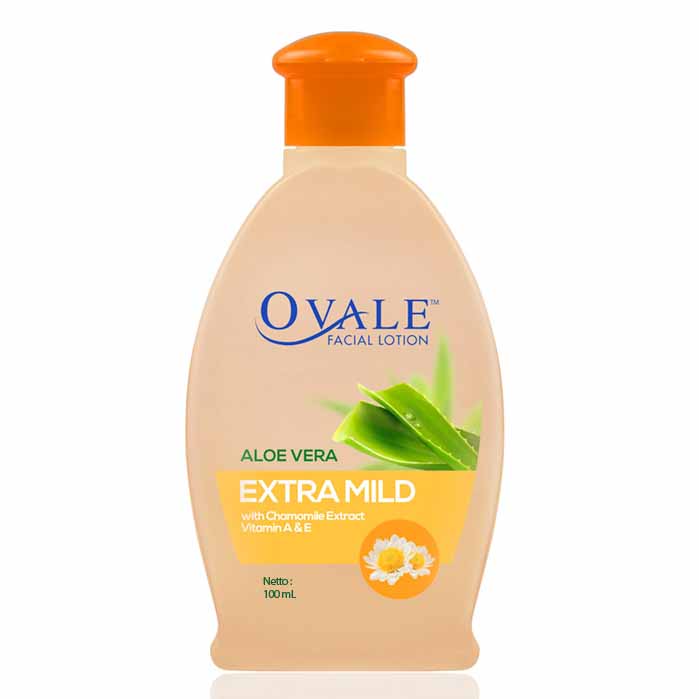 OVALE™
FACIAL LOTION
ALOE VERA
EXTRA MILD
with Chamomile Extract
Vitamin A & E
Netto :
100 mL